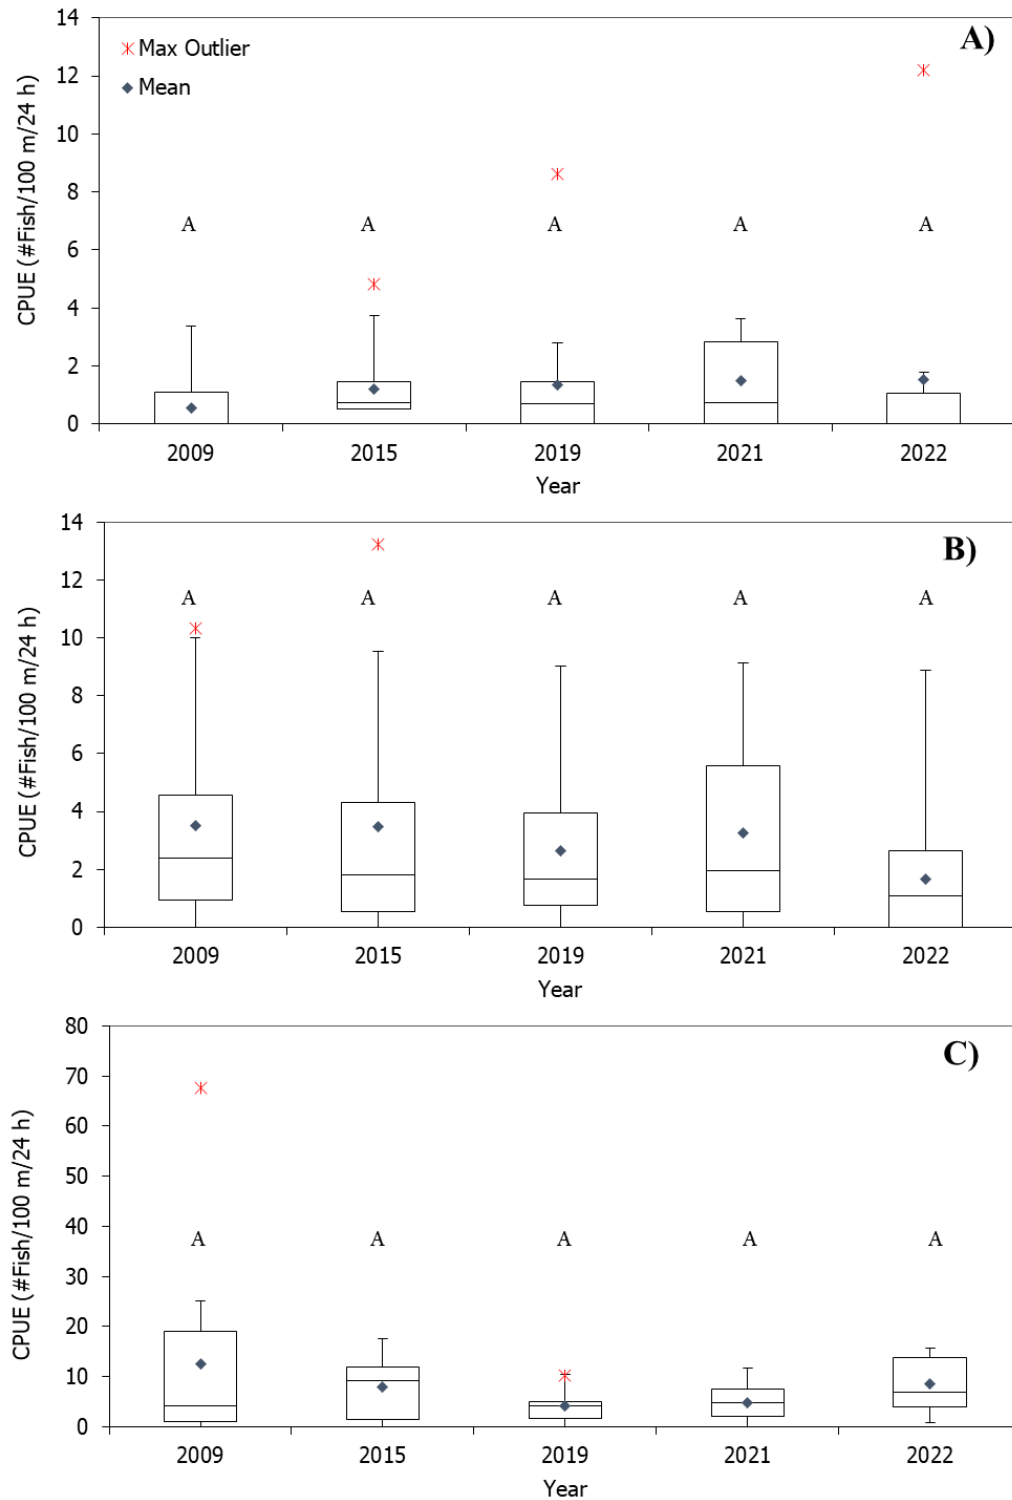 14
A)
Max Outlier
12
Mean
10
8
A A A A A
6
4
2
0
2009 2015 2019 2021 2022
Year
CPUE (#Fish/100 m/24 h)
14
B)
12
A A A A A
10
8
6
4
2
0
2009 2015 2019 2021 2022
Year
CPUE (#Fish/100 m/24 h)
80
C)
70
60
50
40
A A A A A
30
20
10
0
2009 2015 2019 2021 2022
Year
CPUE (#Fish/100 m/24 h)